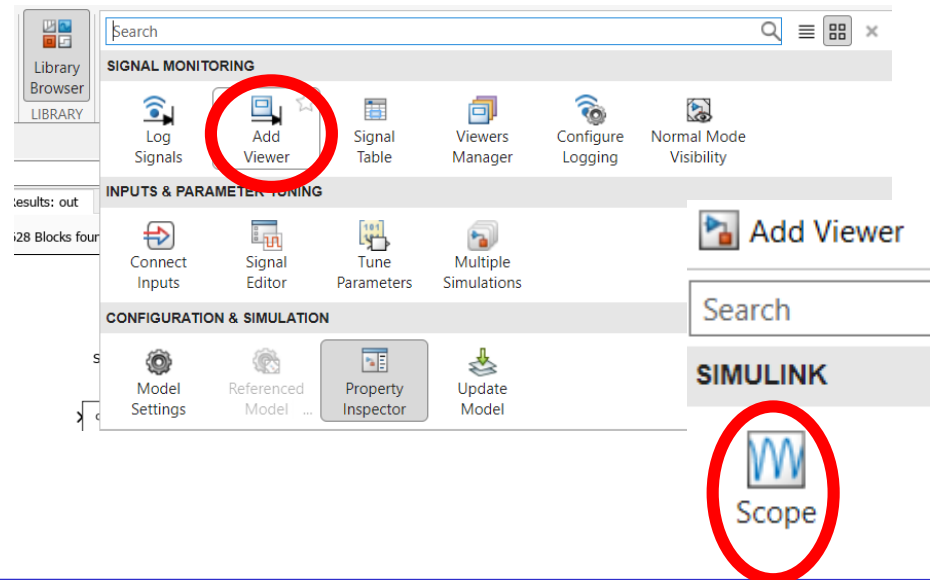 Search
Library
Browser
LIBRARY
SIGNAL MONITORING
Log
Signals
Add
Viewer
Signal
Table
Viewers
Manager
Configure
Logging
Normal Mode
Visibility
Results: out
528 Blocks four
INPUTS & PARAMETER TUNING
Connect
Inputs
Signal
Editor
Tune
Parameters
Multiple
Simulations
CONFIGURATION & SIMULATION
Model
Settings
Referenced
Model ...
Property
Inspector
Update
Model
Add Viewer
Search
SIMULINK
Scope